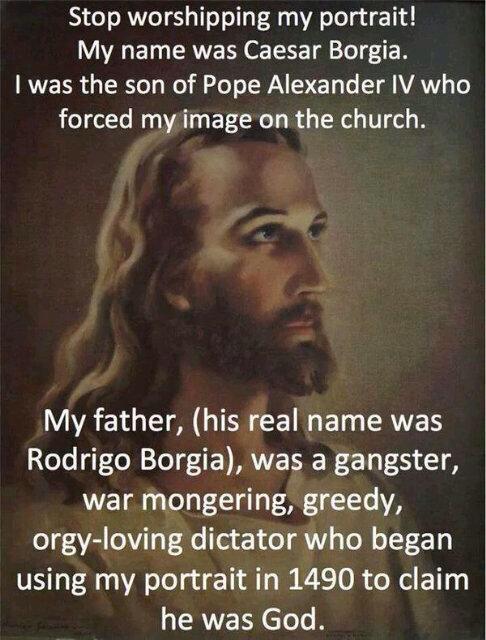 Stop worshipping my portrait!
My name was Caesar Borgia.
I was the son of Pope Alexander IV who
forced my image on the church.
My father, (his real name was
Rodrigo Borgia), was a gangster,
war mongering, greedy,
orgy-loving dictator who began
using my portrait in 1490 to claim
he was God.